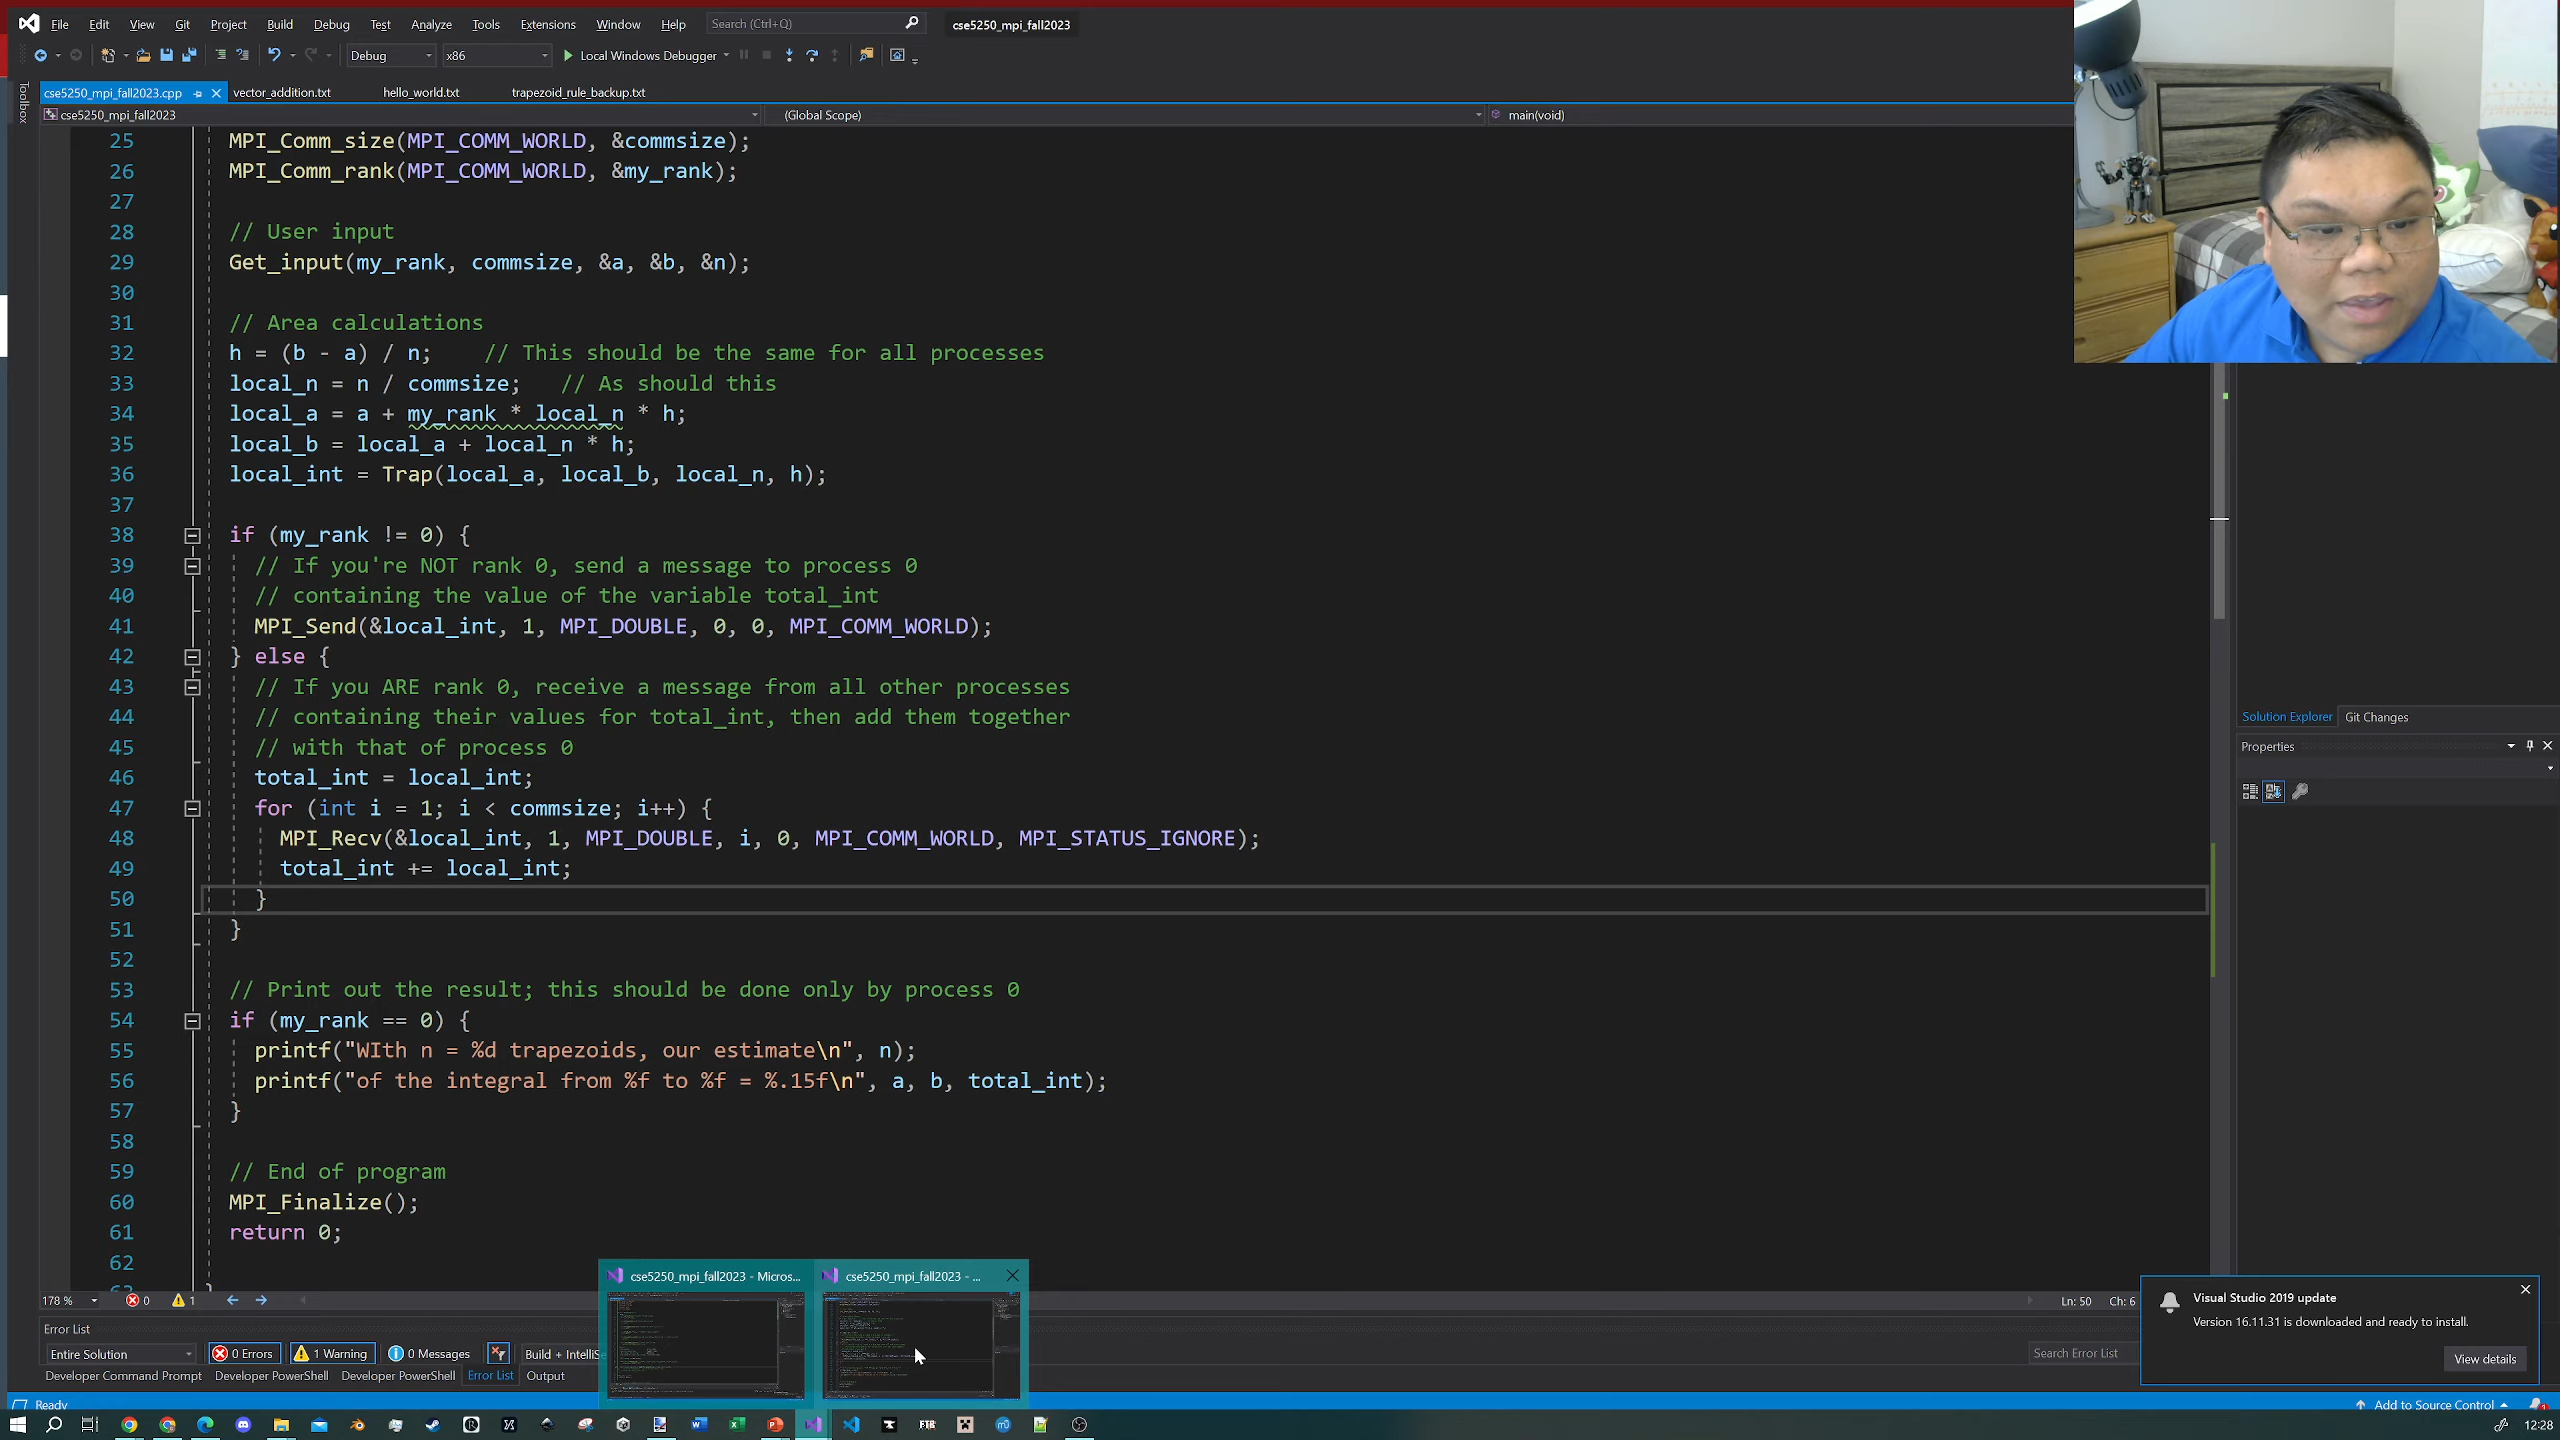 File Edit View Git Project Build Debug Test Analyze Tools Extensions Window Help Search (Ctrl+Q) cse5250_mpi_fall2023
Debug x86 Local Windows Debugger
cse5250_mpi_fall2023.cpp vector_addition.txt hello_world.txt trapezoid_rule_backup.txt
Toolbox
cse5250_mpi_fall2023 (Global Scope) main(void)
25 MPI_Comm_size(MPI_COMM_WORLD, &commsize);
26 MPI_Comm_rank(MPI_COMM_WORLD, &my_rank);
27
28 // User input
29 Get_input(my_rank, commsize, &a, &b, &n);
30
31 // Area calculations
32 h = (b - a) / n; // This should be the same for all processes
33 local_n = n / commsize; // As should this
34 local_a = a + my_rank * local_n * h;
35 local_b = local_a + local_n * h;
36 local_int = Trap(local_a, local_b, local_n, h);
37
38 if (my_rank != 0) {
39 // If you're NOT rank 0, send a message to process 0
40 // containing the value of the variable total_int
41 MPI_Send(&local_int, 1, MPI_DOUBLE, 0, 0, MPI_COMM_WORLD);
42 } else {
43 // If you ARE rank 0, receive a message from all other processes
44 // containing their values for total_int, then add them together
45 // with that of process 0
46 total_int = local_int;
47 for (int i = 1; i < commsize; i++) {
48 MPI_Recv(&local_int, 1, MPI_DOUBLE, i, 0, MPI_COMM_WORLD, MPI_STATUS_IGNORE);
49 total_int += local_int;
50 }
51 }
52
53 // Print out the result; this should be done only by process 0
54 if (my_rank == 0) {
55 printf("WIth n = %d trapezoids, our estimate\n", n);
56 printf("of the integral from %f to %f = %.15f\n", a, b, total_int);
57 }
58
59 // End of program
60 MPI_Finalize();
61 return 0;
62
Solution Explorer Git Changes
Properties
cse5250_mpi_fall2023 - Micros... cse5250_mpi_fall2023 - ...
178 % 0 1 Ln: 50 Ch: 6
Visual Studio 2019 update
Version 16.11.31 is downloaded and ready to install.
View details
Error List
Entire Solution 0 Errors 1 Warning 0 Messages Build + IntelliSe Search Error List
Developer Command Prompt Developer PowerShell Developer PowerShell Error List Output
Ready Add to Source Control
FTB 12:28